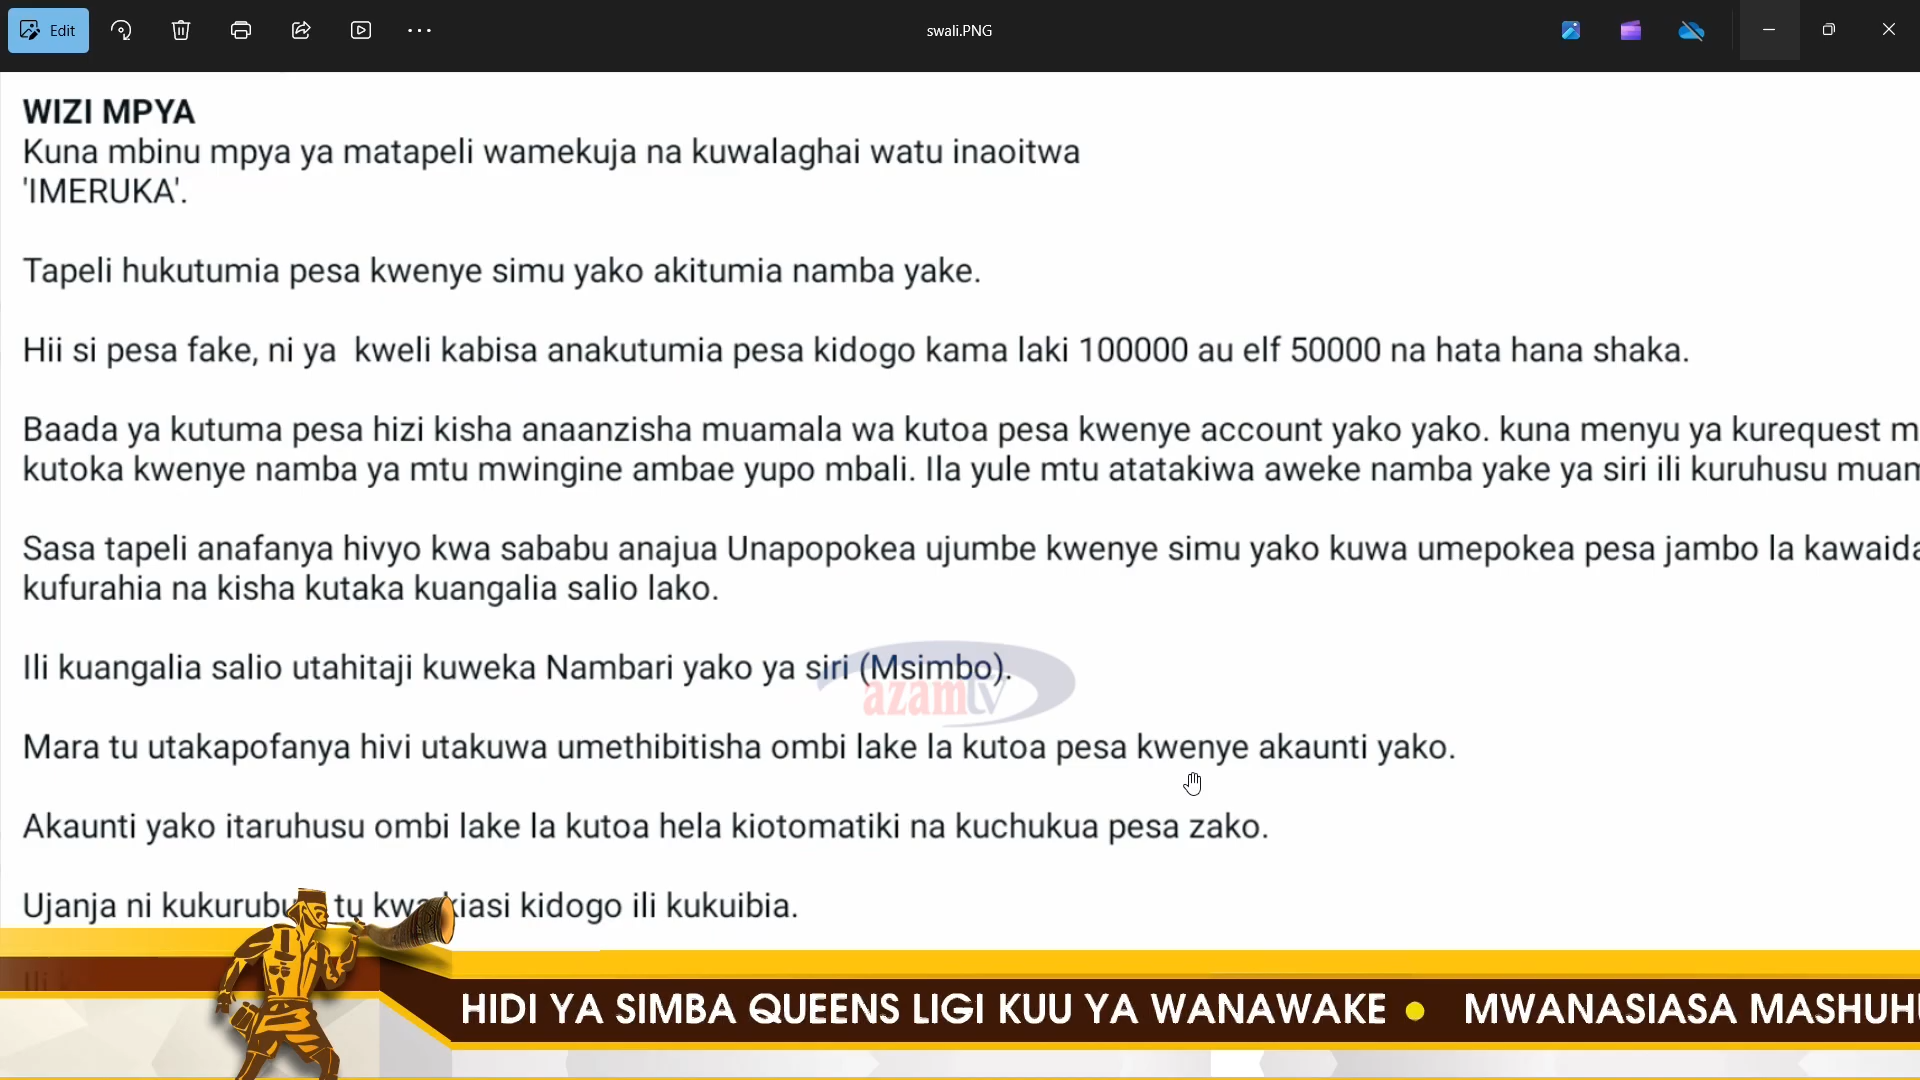 Edit
swali.PNG
WIZI MPYA
Kuna mbinu mpya ya matapeli wamekuja na kuwalaghai watu inaoitwa
'IMERUKA'.
Tapeli hukutumia pesa kwenye simu yako akitumia namba yake.
Hii si pesa fake, ni ya kweli kabisa anakutumia pesa kidogo kama laki 100000 au elf 50000 na hata hana shaka.
Baada ya kutuma pesa hizi kisha anaanzisha muamala wa kutoa pesa kwenye account yako yako. kuna menyu ya kurequest
kutoka kwenye namba ya mtu mwingine ambae yupo mbali. Ila yule mtu atatakiwa aweke namba yake ya siri ili kuruhusu
Sasa tapeli anafanya hivyo kwa sababu anajua Unapopokea ujumbe kwenye simu yako kuwa umepokea pesa jambo la
kufurahia na kisha kutaka kuangalia salio lako.
Ili kuangalia salio utahitaji kuweka Nambari yako ya siri (Msimbo).
azamtv
Mara tu utakapofanya hivi utakuwa umethibitisha ombi lake la kutoa pesa kwenye akaunti yako.
Akaunti yako itaruhusu ombi lake la kutoa hela kiotomatiki na kuchukua pesa zako.
Ujanja ni tu kiasi kidogo ili kukuibia.
HIDI YA SIMBA QUEENS LIGI KUU YA WANAWAKE • MWANASIASA